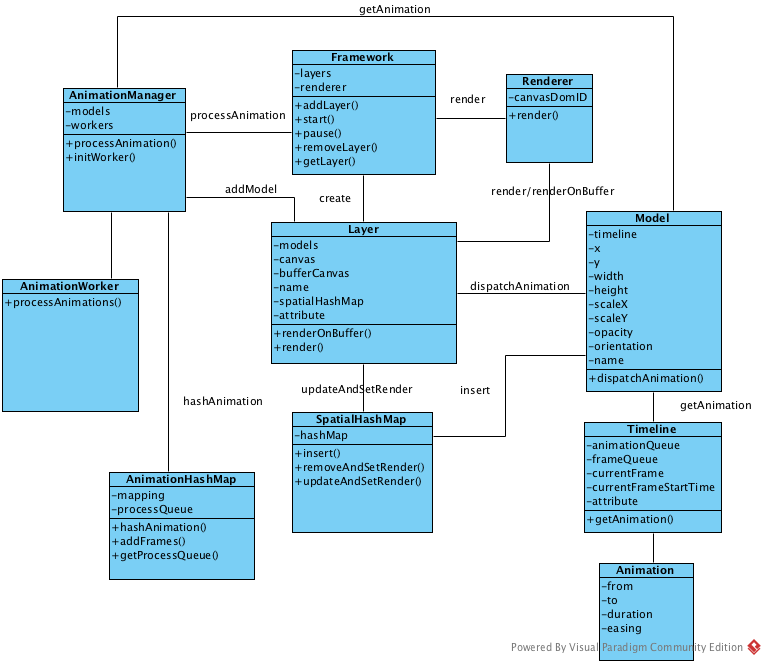 getAnimation
Framework
-layers
-renderer
+addLayer()
+start()
+pause()
+removeLayer()
+getLayer()
Renderer
-canvasDomID
+render()
AnimationManager
-models
-workers
+processAnimation()
+initWorker()
processAnimation
render
addModel
create
render/renderOnBuffer
Layer
-models
-canvas
-bufferCanvas
-name
-spatialHashMap
-attribute
+renderOnBuffer()
+render()
Model
-timeline
-x
-y
-width
-height
-scaleX
-scaleY
-opacity
-orientation
-name
+dispatchAnimation()
dispatchAnimation
AnimationWorker
+processAnimations()
hashAnimation
updateAndSetRender
insert
getAnimation
SpatialHashMap
-hashMap
+insert()
+removeAndSetRender()
+updateAndSetRender()
Timeline
-animationQueue
-frameQueue
-currentFrame
-currentFrameStartTime
-attribute
+getAnimation()
AnimationHashMap
-mapping
-processQueue
+hashAnimation()
+addFrames()
+getProcessQueue()
Animation
-from
-to
-duration
-easing
Powered By Visual Paradigm Community Edition